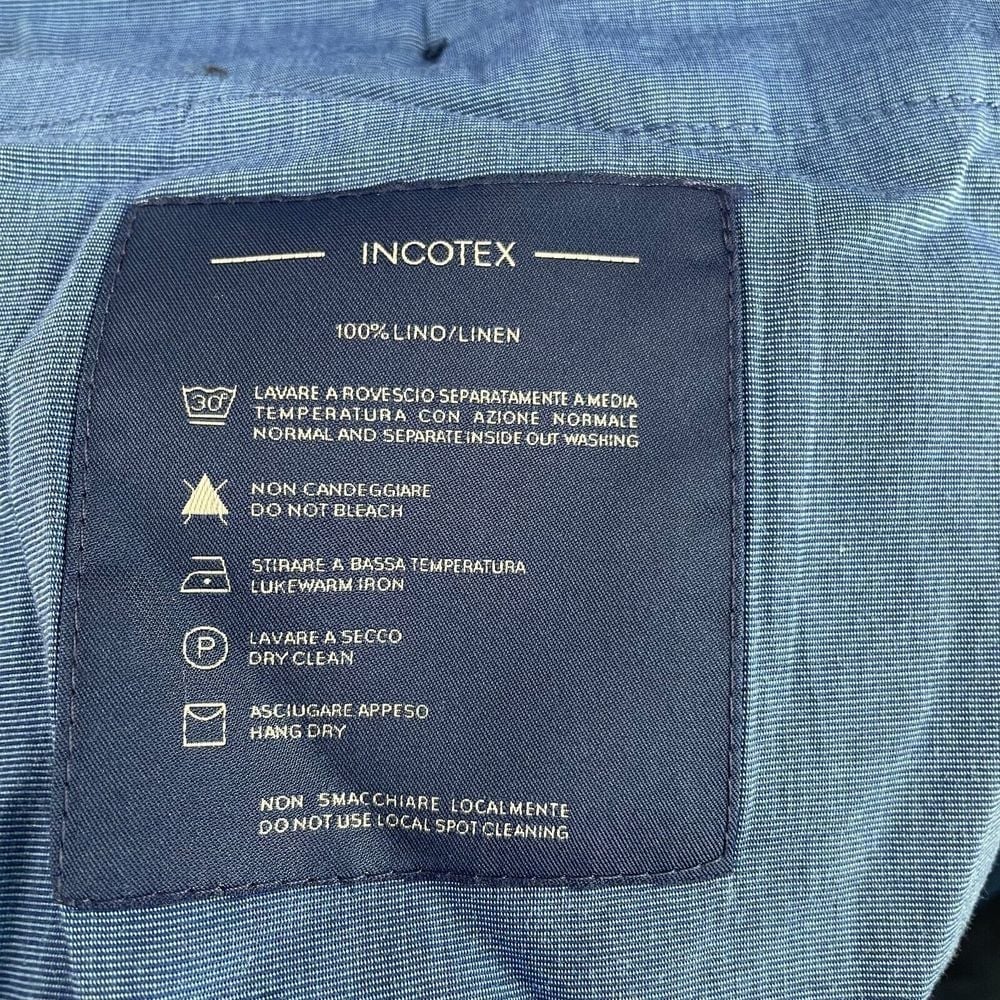 INCOTEX
100% LINO/LINEN
30°
LAVARE A ROVESCIO SEPARATAMENTE A MEDIA
TEMPERATURA CON AZIONE NORMALE
NORMAL AND SEPARATE INSIDE OUT WASHING
NON CANDEGGIARE
DO NOT BLEACH
STIRARE A BASSA TEMPERATURA
LUKEWARM IRON
P
LAVARE A SECCO
DRY CLEAN
ASCIUGARE APPESO
HANG DRY
NON SMACCHIARE LOCALMENTE
DO NOT USE LOCAL SPOT CLEANING